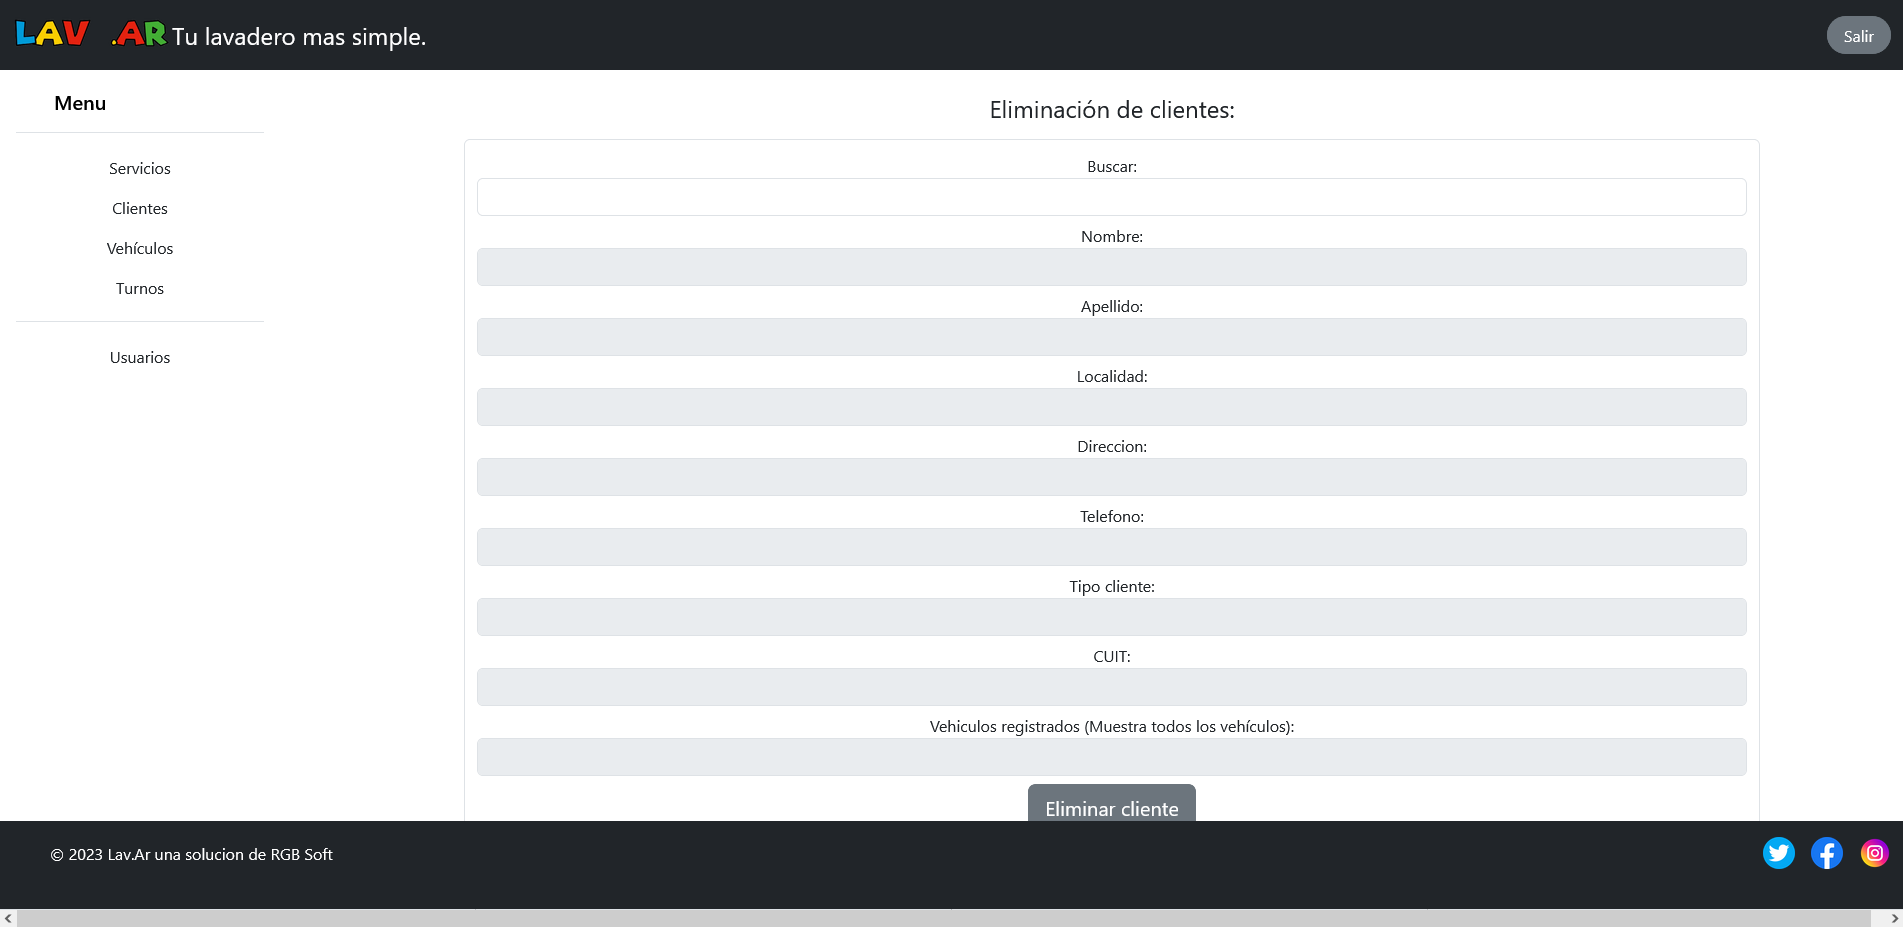 LAV .AR Tu lavadero mas simple.
Salir
Menu
Servicios
Clientes
Vehículos
Turnos
Usuarios
Eliminación de clientes:
Buscar:
Nombre:
Apellido:
Localidad:
Direccion:
Telefono:
Tipo cliente:
CUIT:
Vehiculos registrados (Muestra todos los vehículos):
Eliminar cliente
© 2023 Lav.Ar una solucion de RGB Soft